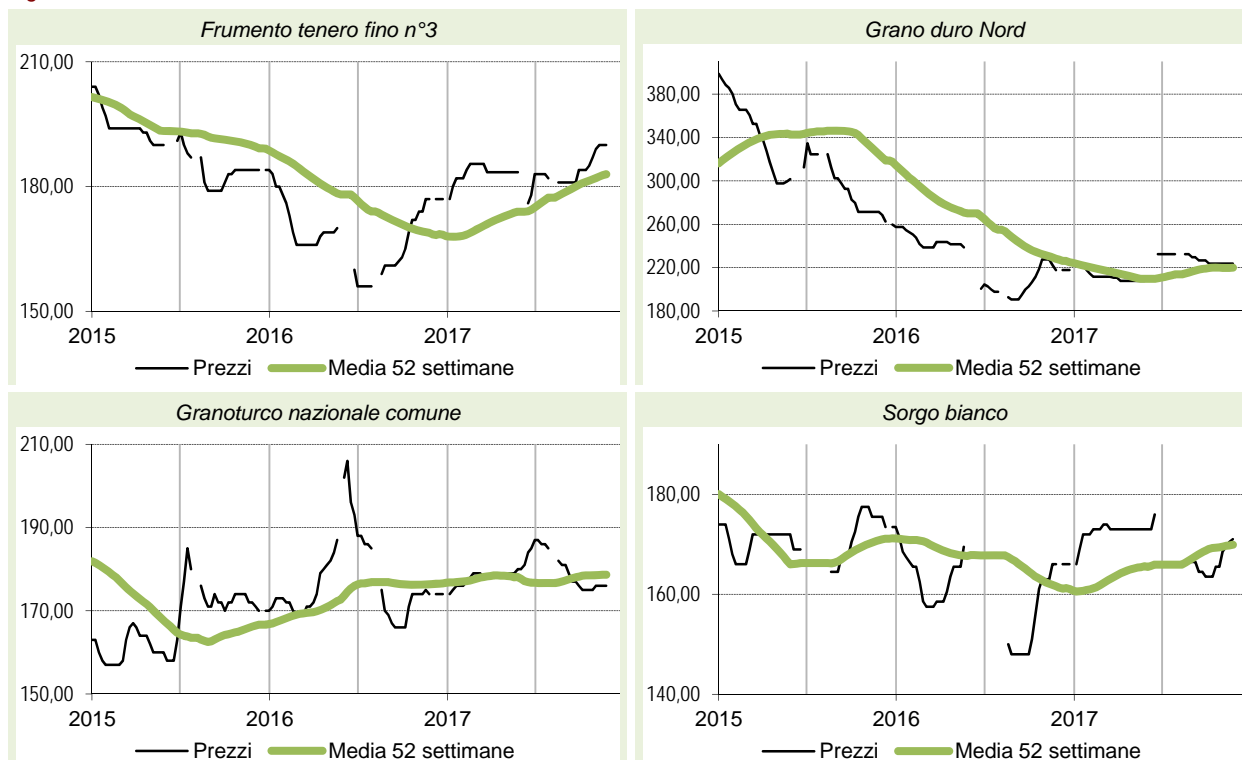 Frumento tenero fino n°3
210,00
180,00
150,00
2015
2016
2017
Prezzi
Media 52 settimane
Grano duro Nord
380,00
340,00
300,00
260,00
220,00
180,00
2015
2016
2017
Prezzi
Media 52 settimane
Granoturco nazionale comune
210,00
190,00
170,00
150,00
2015
2016
2017
Prezzi
Media 52 settimane
Sorgo bianco
180,00
160,00
140,00
2015
2016
2017
Prezzi
Media 52 settimane